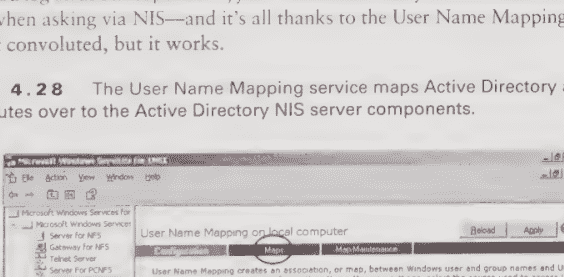 when asking via NIS—and it's all thanks to the User Name Mapping
convoluted, but it works.
4.28 The User Name Mapping service maps Active Directory
utes over to the Active Directory NIS server components.
Microsoft Windows Services for UNIX
File Action View Window Help
Microsoft Windows Services for
Microsoft Windows Services
Server for NFS
Gateway for NFS
Telnet Server
Server For PCNFS
User Name Mapping on local computer
Reload Apply
Configuration Maps Map Maintenance
User Name Mapping creates an association, or map, between Windows user and group names and U